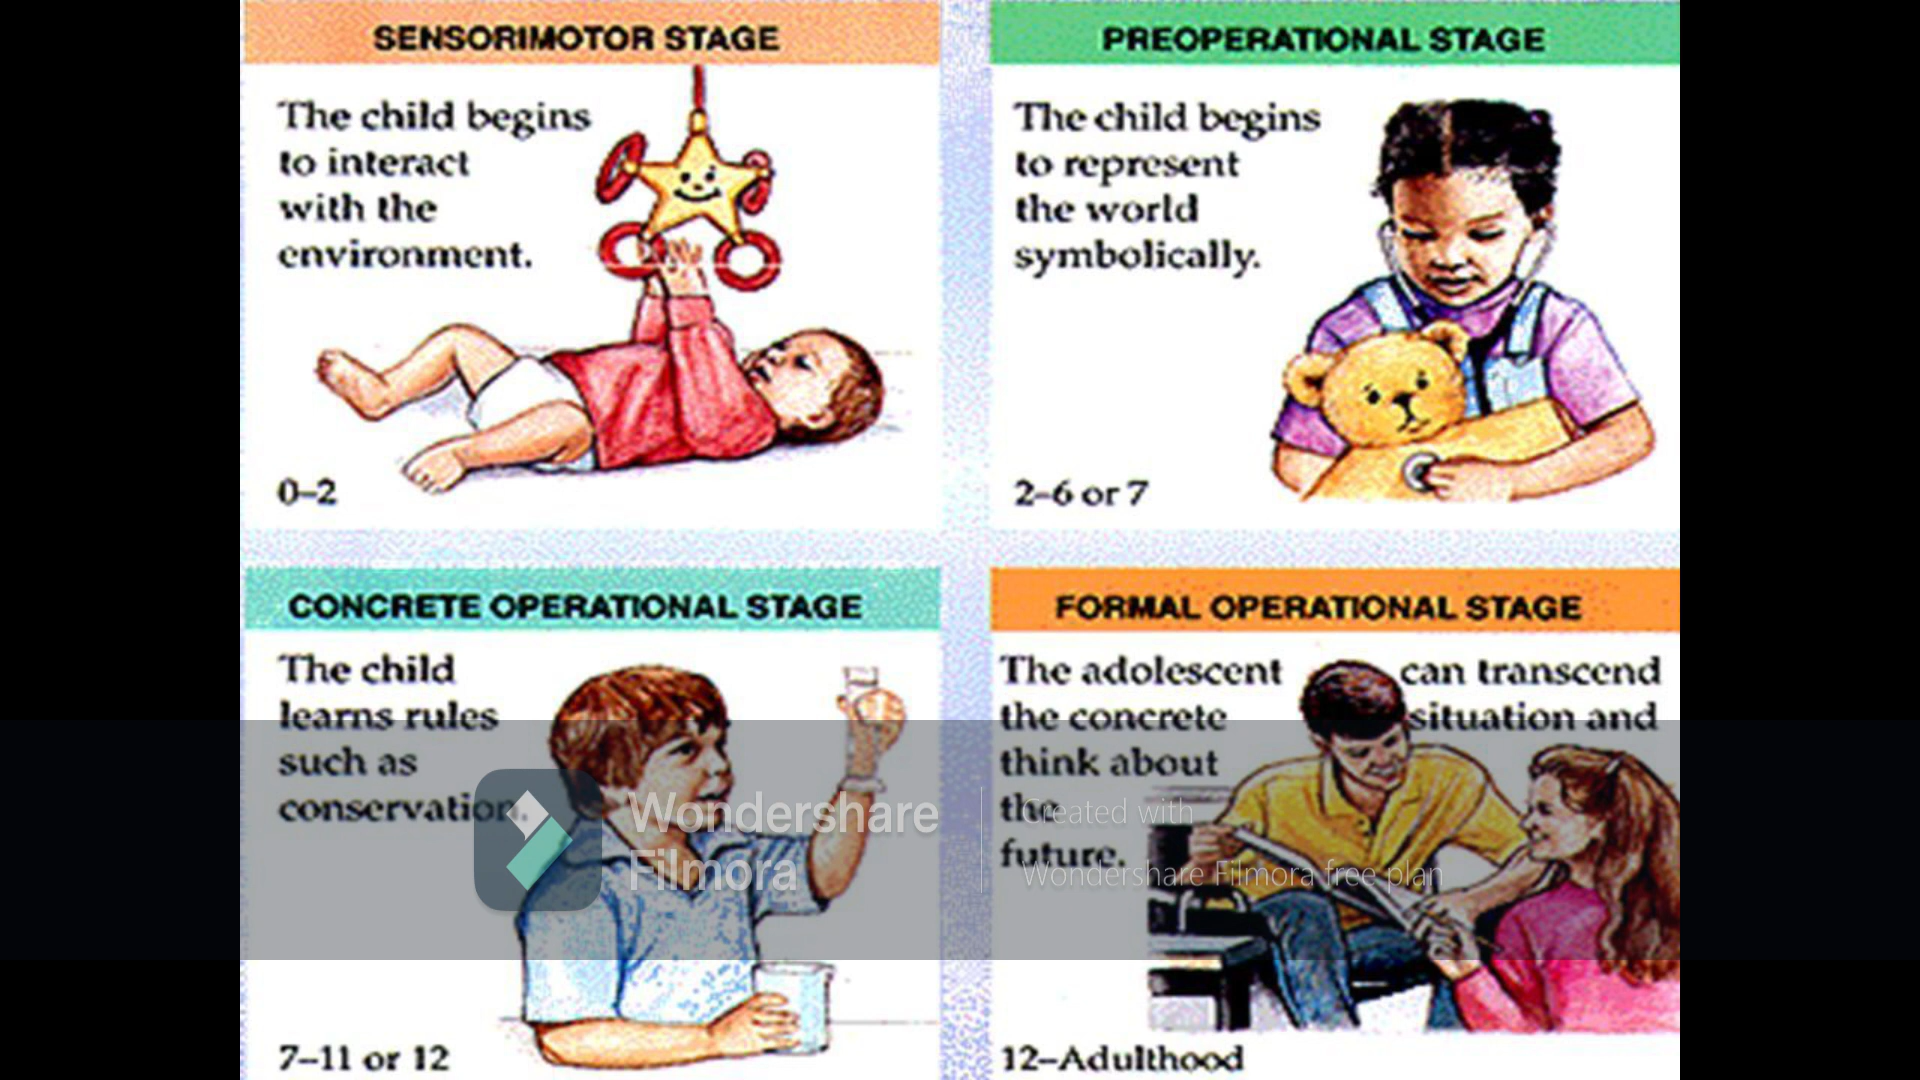 SENSORIMOTOR STAGE
The child begins
to interact
with the
environment.
0–2
PREOPERATIONAL STAGE
The child begins
to represent
the world
symbolically.
2–6 or 7
CONCRETE OPERATIONAL STAGE
The child
learns rules
such as
conservation.
7–11 or 12
FORMAL OPERATIONAL STAGE
The adolescent can transcend
the concrete situation and
think about
the
future.
12–Adulthood
Wondershare
Filmora
Created with
Wondershare Filmora free plan